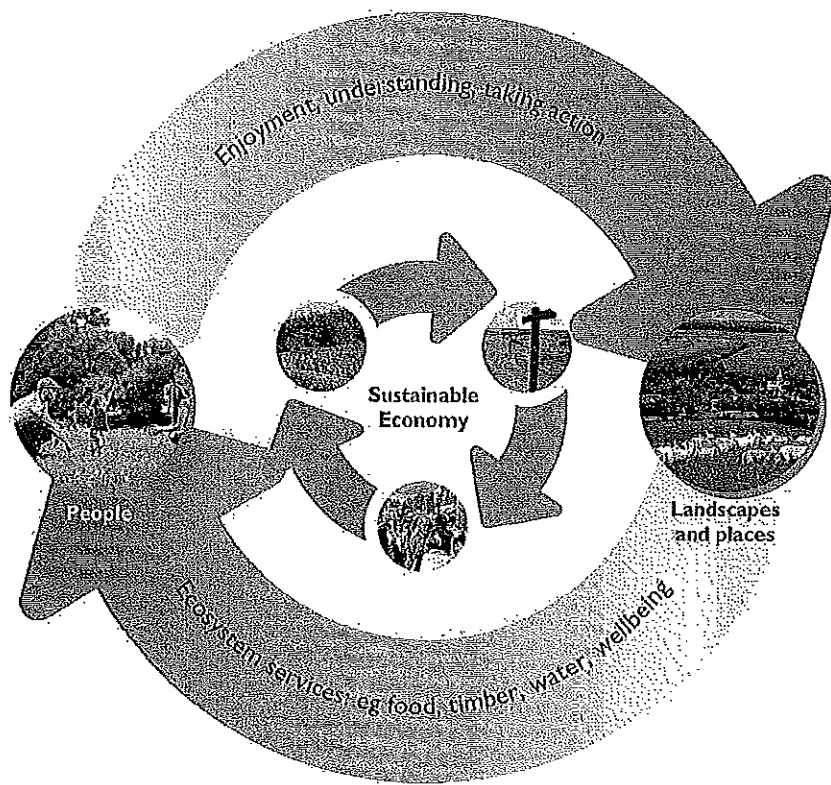 Enjoyment, understanding, taking action
Sustainable
Economy
People
Landscapes
and places
Ecosystem services: eg food, timber, water, wellbeing